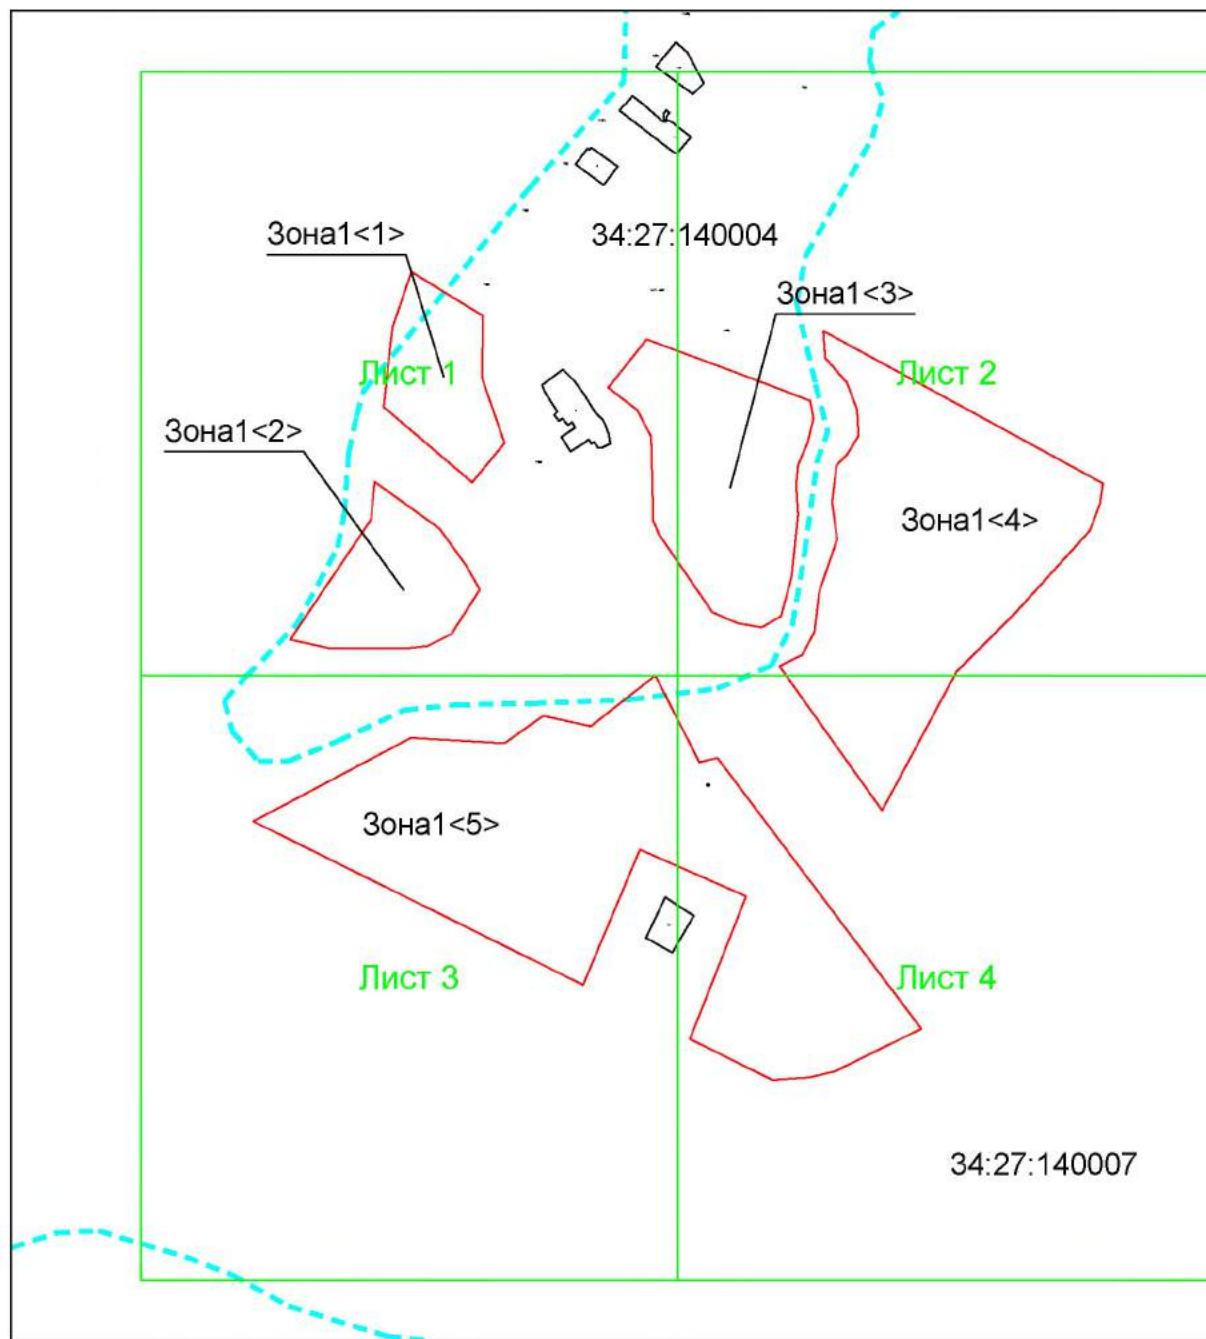 Зона1<1>
34:27:140004
Зона1<3>
Лист 1
Лист 2
Зона1<2>
Зона1<4>
Зона1<5>
Лист 3
Лист 4
34:27:140007